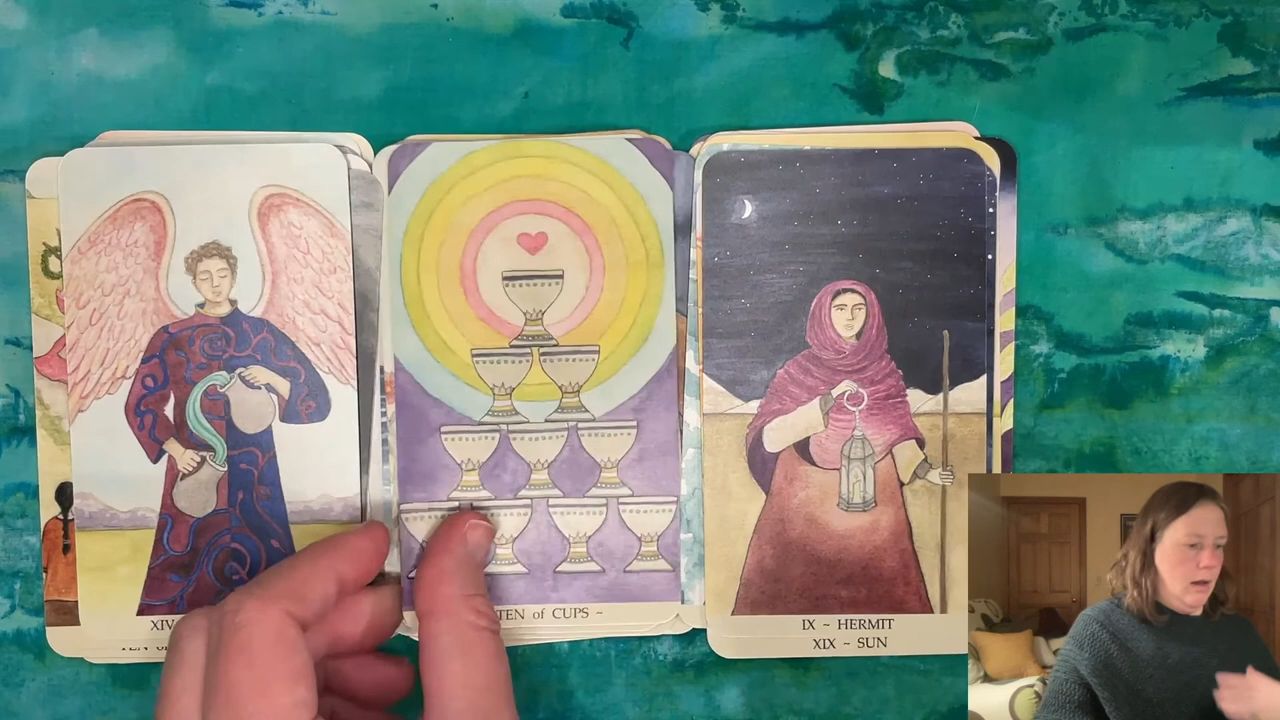 XIV
TEN of CUPS ~
IX ~ HERMIT
XIX ~ SUN